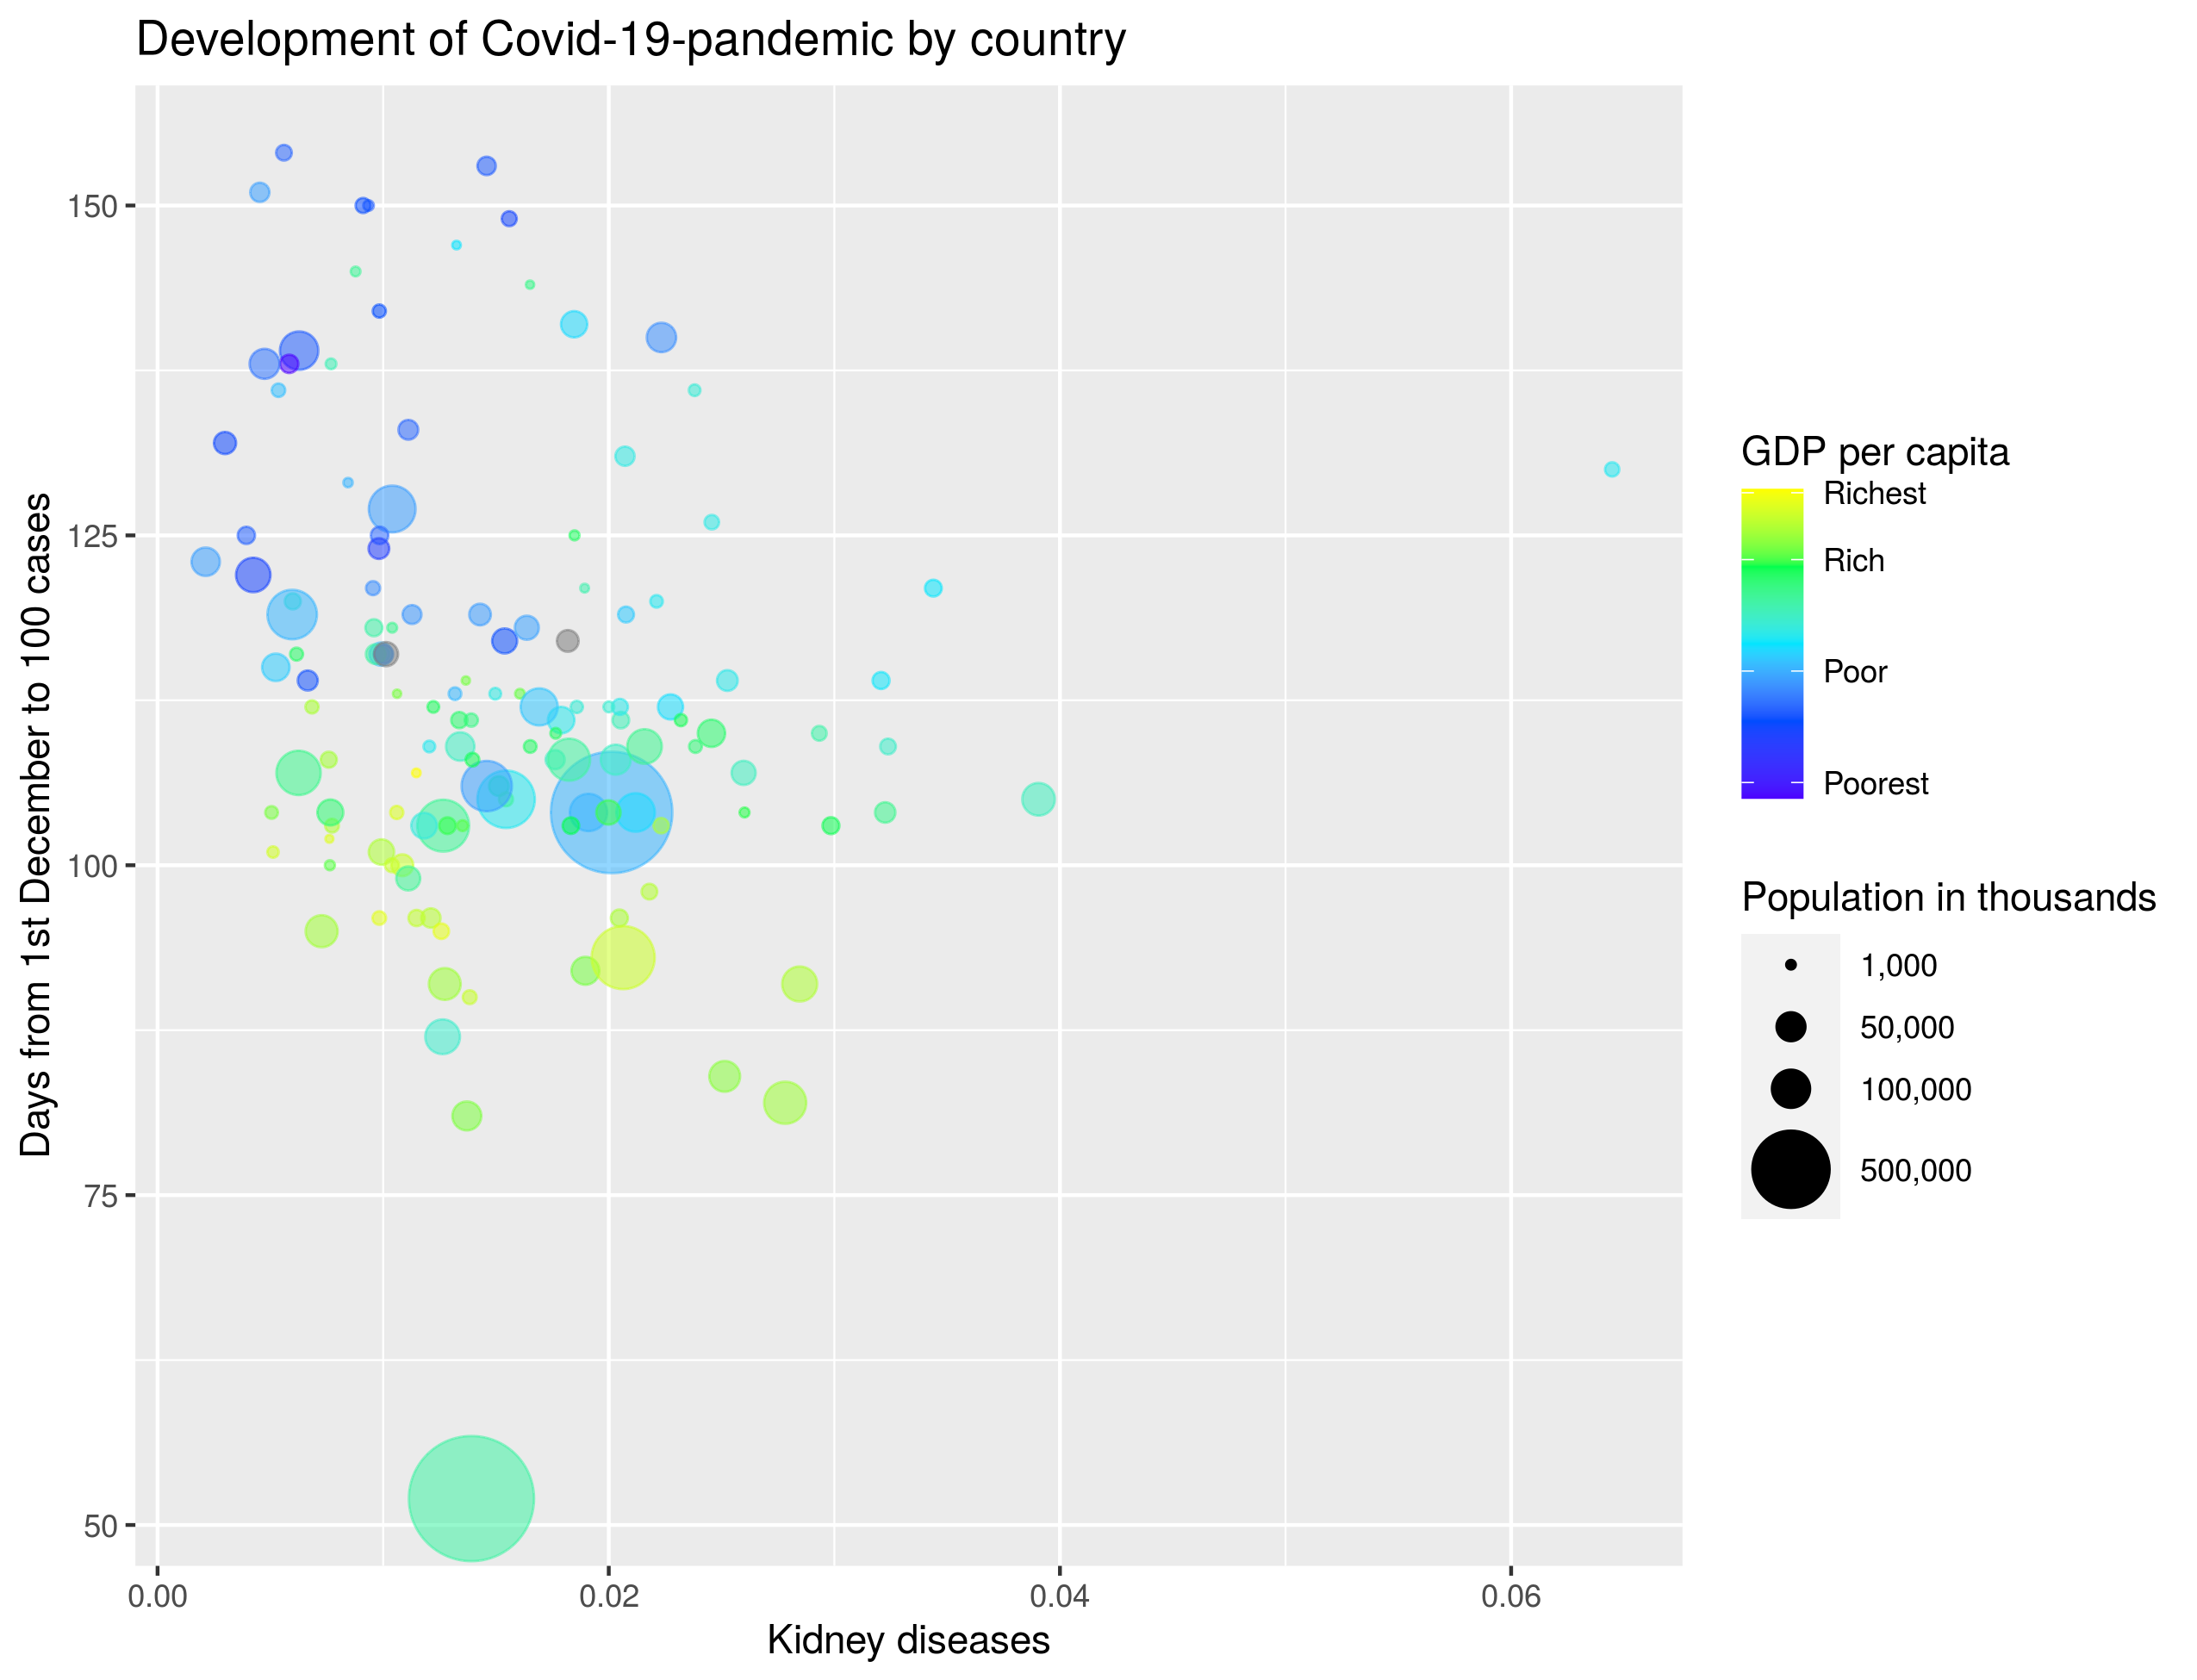 Development of Covid-19-pandemic by country
Days from 1st December to 100 cases
150
125
100
75
50
0.00
0.02
0.04
0.06
Kidney diseases
GDP per capita
Richest
Rich
Poor
Poorest
Population in thousands
1,000
50,000
100,000
500,000